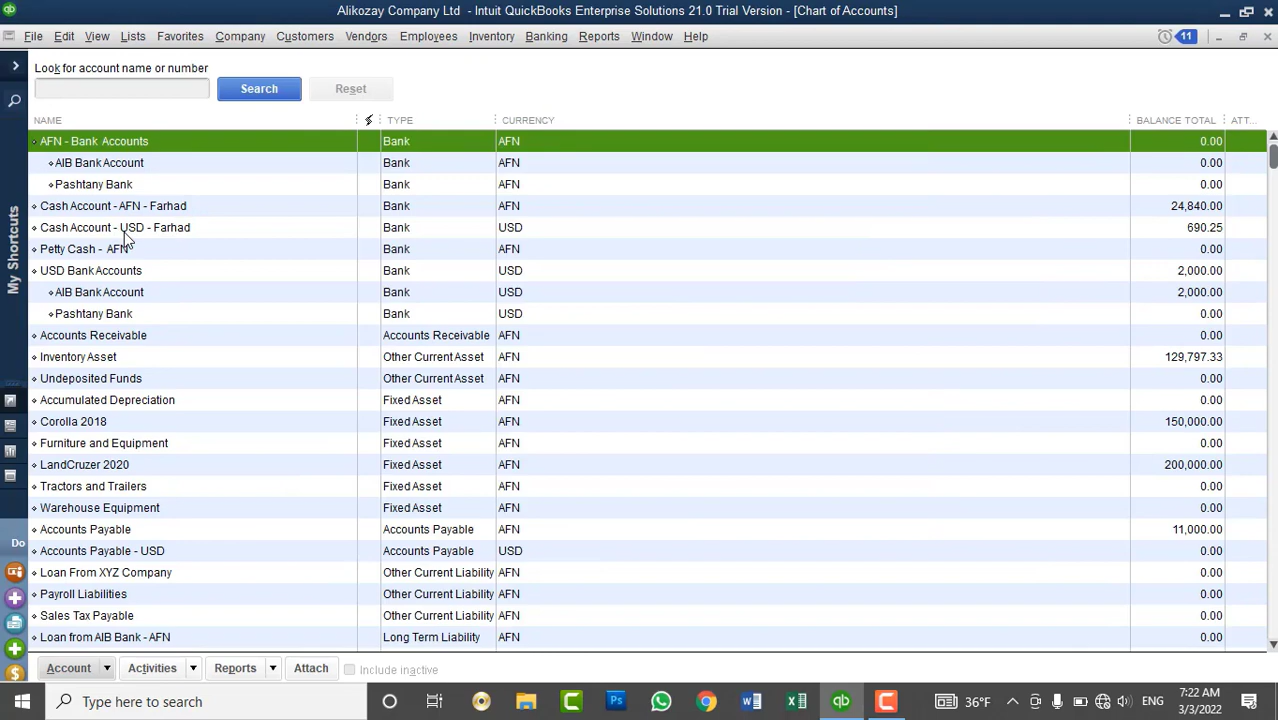 Alikozay Company Ltd - Intuit QuickBooks Enterprise Solutions 21.0 Trial Version - [Chart of Accounts]
File Edit View Lists Favorites Company Customers Vendors Employees Inventory Banking Reports Window Help 11
Look for account name or number
Search Reset
NAME TYPE CURRENCY BALANCE TOTAL ATT...
AFN - Bank Accounts Bank AFN 0.00
AIB Bank Account Bank AFN 0.00
Pashtany Bank Bank AFN 0.00
Cash Account - AFN - Farhad Bank AFN 24,840.00
Cash Account - USD - Farhad Bank USD 690.25
Petty Cash - AFN Bank AFN 0.00
USD Bank Accounts Bank USD 2,000.00
AIB Bank Account Bank USD 2,000.00
Pashtany Bank Bank USD 0.00
Accounts Receivable Accounts Receivable AFN 0.00
Inventory Asset Other Current Asset AFN 129,797.33
Undeposited Funds Other Current Asset AFN 0.00
Accumulated Depreciation Fixed Asset AFN 0.00
Corolla 2018 Fixed Asset AFN 150,000.00
Furniture and Equipment Fixed Asset AFN 0.00
LandCruzer 2020 Fixed Asset AFN 200,000.00
Tractors and Trailers Fixed Asset AFN 0.00
Warehouse Equipment Fixed Asset AFN 0.00
Accounts Payable Accounts Payable AFN 11,000.00
Accounts Payable - USD Accounts Payable USD 0.00
Loan From XYZ Company Other Current Liability AFN 0.00
Payroll Liabilities Other Current Liability AFN 0.00
Sales Tax Payable Other Current Liability AFN 0.00
Loan from AIB Bank - AFN Long Term Liability AFN 0.00
My Shortcuts
Do
Account Activities Reports Attach Include inactive
Type here to search 36°F ENG 7:22 AM
3/3/2022